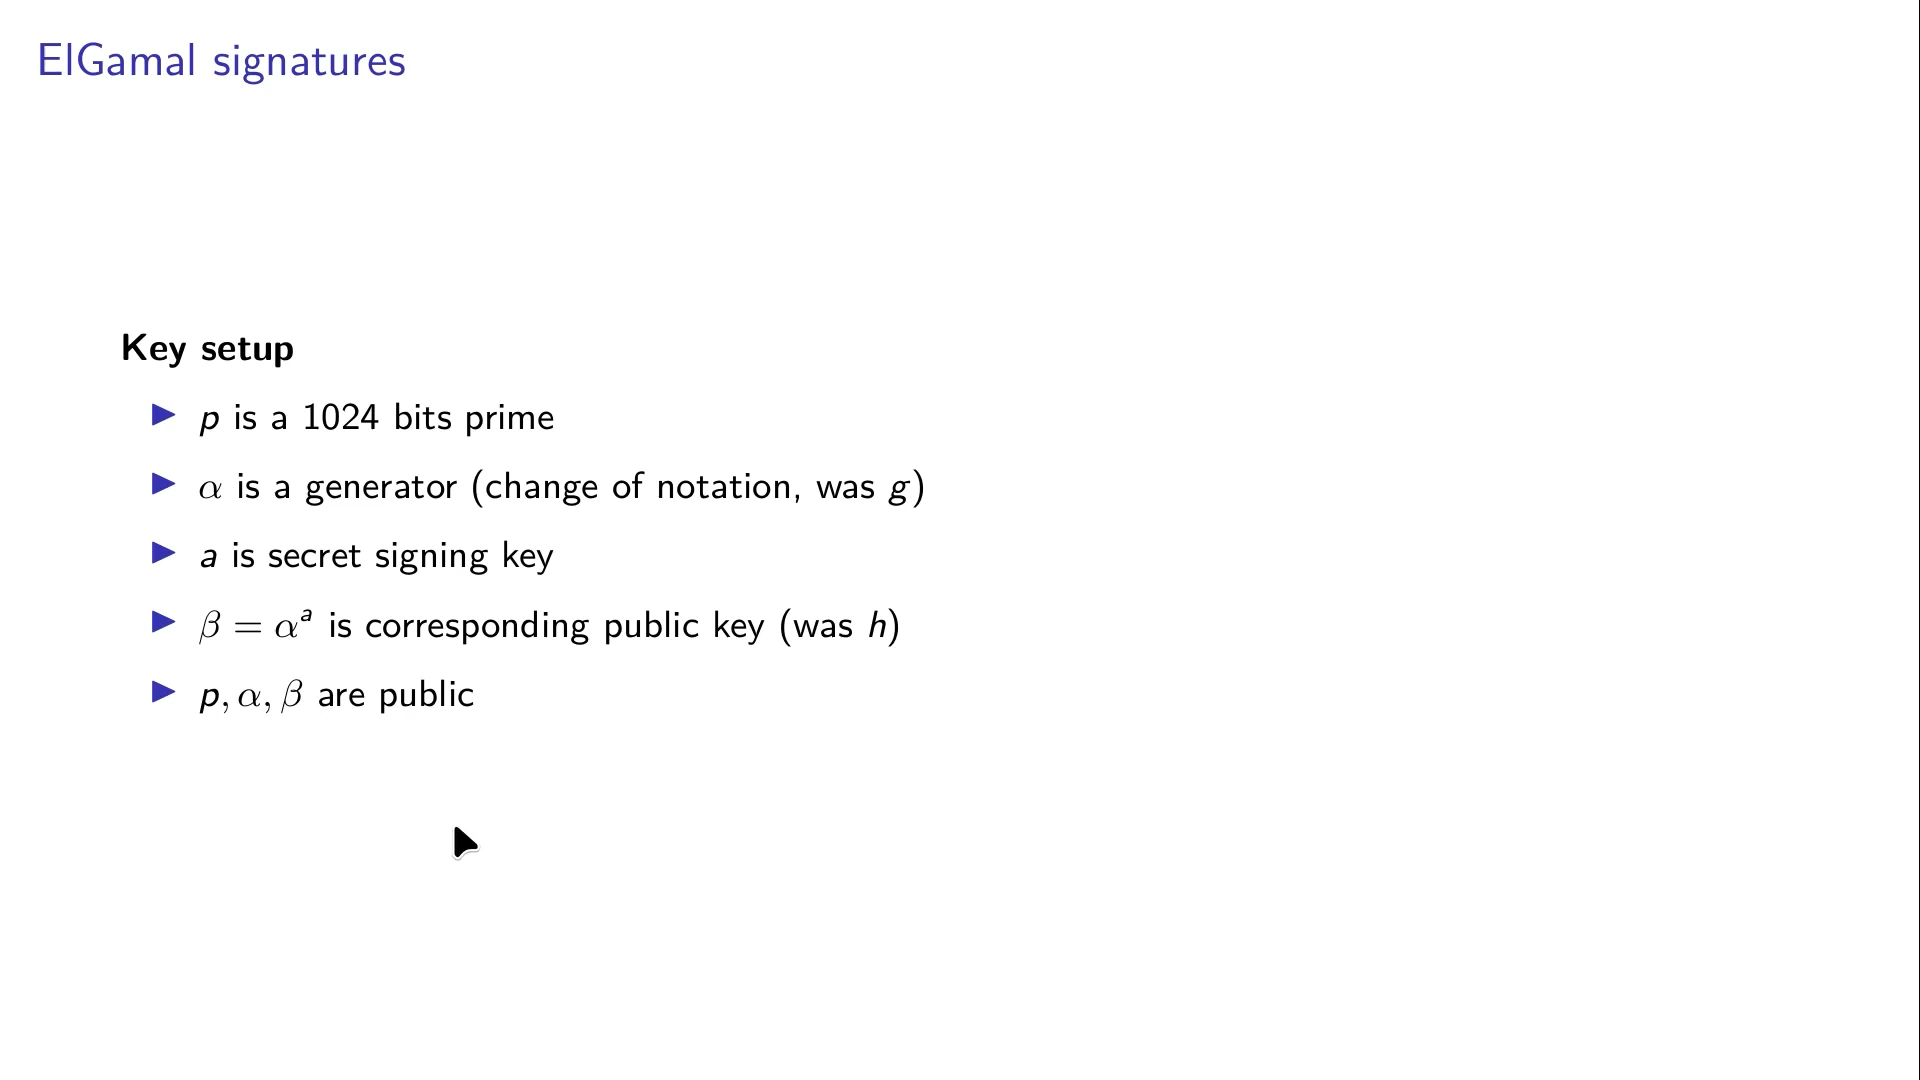 ElGamal signatures
Key setup
▶ p is a 1024 bits prime
▶ α is a generator (change of notation, was g)
▶ a is secret signing key
▶ β = αᵃ is corresponding public key (was h)
▶ p, α, β are public